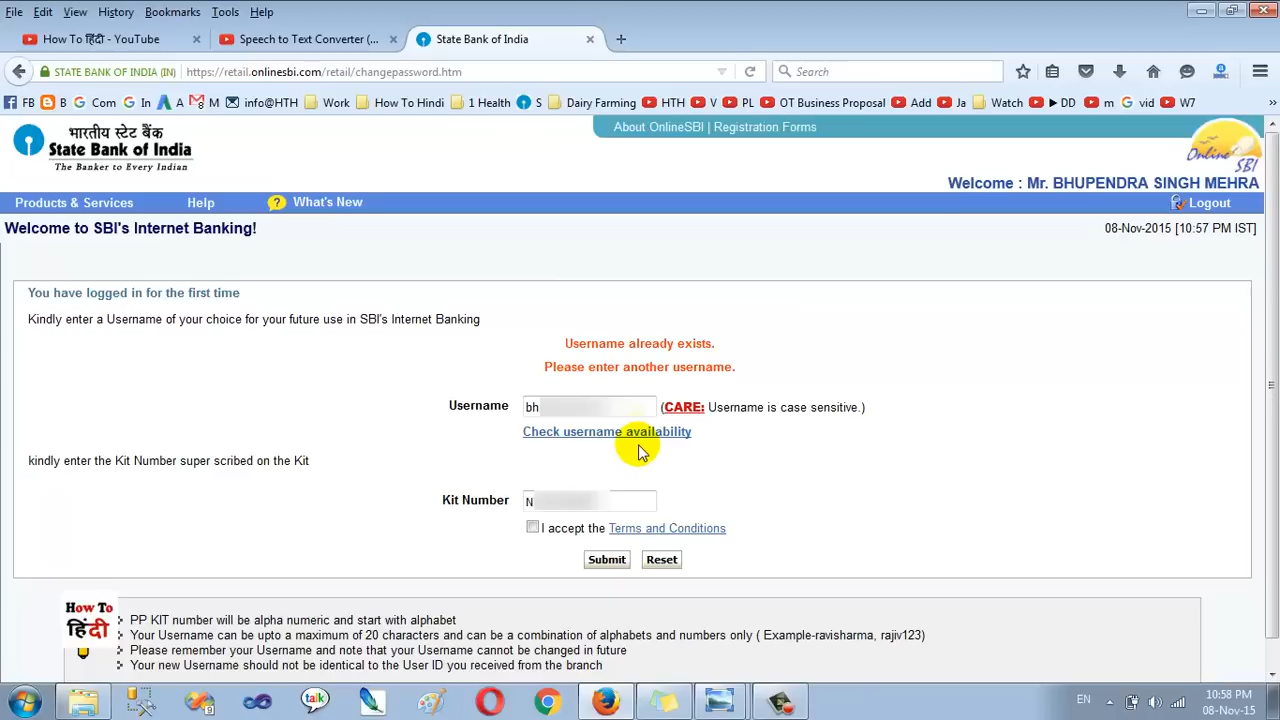 File Edit View History Bookmarks Tools Help
How To हिंदी - YouTube × Speech to Text Converter (... × State Bank of India × +
STATE BANK OF INDIA (IN) https://retail.onlinesbi.com/retail/changepassword.htm Search
FB B Com In A M info@HTH Work How To Hindi 1 Health S Dairy Farming HTH V PL OT Business Proposal Add Ja Watch ▶ DD m vid W7 »
भारतीय स्टेट बैंक
State Bank of India
The Banker to Every Indian
About OnlineSBI | Registration Forms
Online SBI
Welcome : Mr. BHUPENDRA SINGH MEHRA
Products & Services Help ? What's New Logout
Welcome to SBI's Internet Banking! 08-Nov-2015 [10:57 PM IST]
You have logged in for the first time
Kindly enter a Username of your choice for your future use in SBI's Internet Banking
Username already exists.
Please enter another username.
Username bh (CARE: Username is case sensitive.)
Check username availability
kindly enter the Kit Number super scribed on the Kit
Kit Number N
I accept the Terms and Conditions
Submit Reset
How To
हिंदी
PP KIT number will be alpha numeric and start with alphabet
Your Username can be upto a maximum of 20 characters and can be a combination of alphabets and numbers only ( Example-ravisharma, rajiv123)
Please remember your Username and note that your Username cannot be changed in future
Your new Username should not be identical to the User ID you received from the branch
talk 9 EN 10:58 PM
08-Nov-15